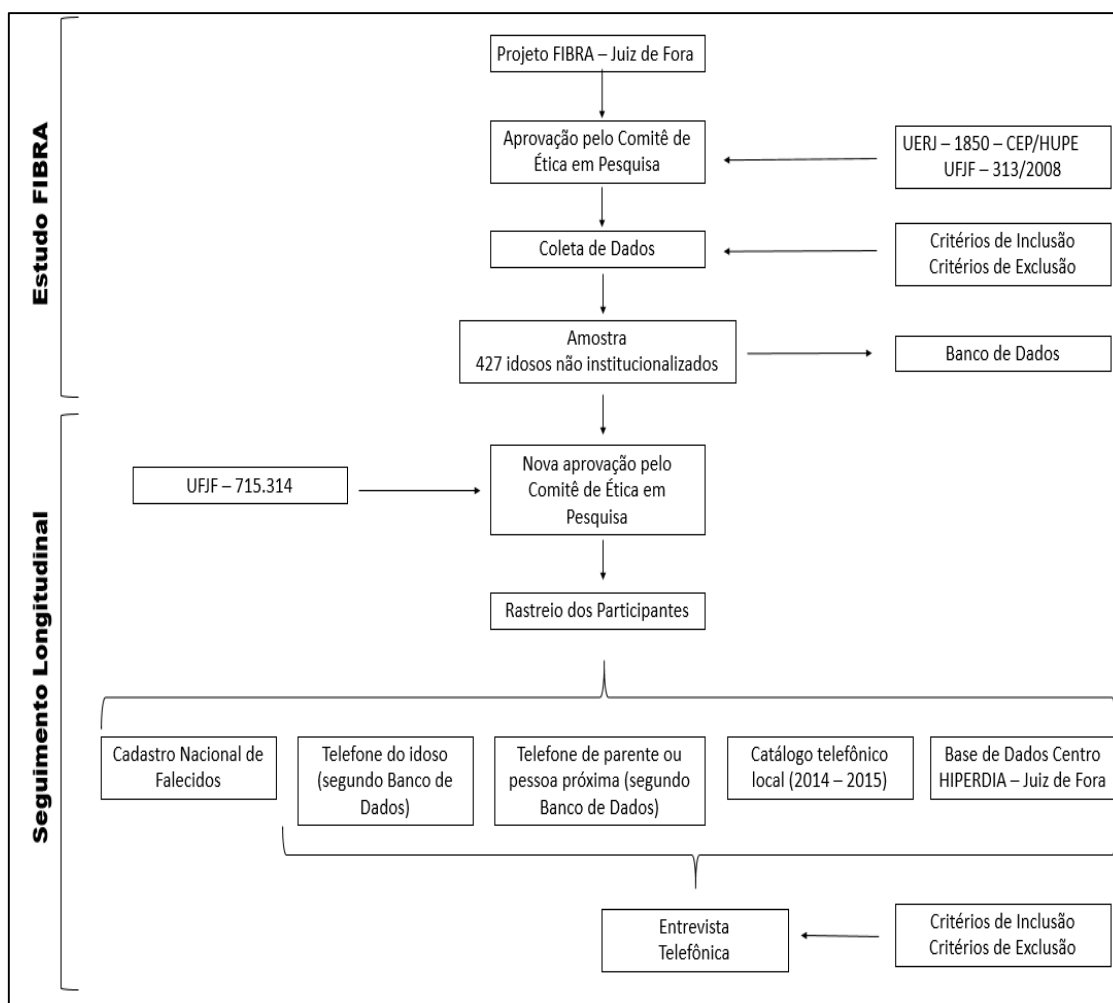 Estudo FIBRA
Projeto FIBRA – Juiz de Fora
Aprovação pelo Comitê de
Ética em Pesquisa
UERJ – 1850 – CEP/HUPE
UFJF – 313/2008
Coleta de Dados
Critérios de Inclusão
Critérios de Exclusão
Amostra
427 idosos não institucionalizados
Banco de Dados
Seguimento Longitudinal
UFJF – 715.314
Nova aprovação pelo
Comitê de Ética em
Pesquisa
Rastreio dos Participantes
Cadastro Nacional de
Falecidos
Telefone do idoso
(segundo Banco de
Dados)
Telefone de parente ou
pessoa próxima (segundo
Banco de Dados)
Catálogo telefônico
local (2014 – 2015)
Base de Dados Centro
HIPERDIA – Juiz de Fora
Entrevista
Telefônica
Critérios de Inclusão
Critérios de Exclusão